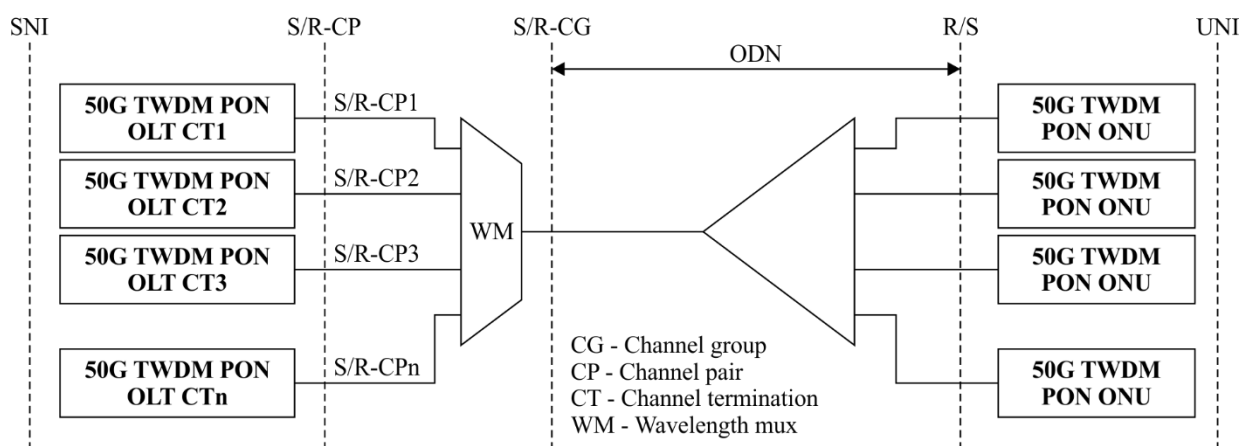 SNI
S/R-CP
S/R-CG
R/S
UNI
ODN
50G TWDM PON
OLT CT1
S/R-CP1
50G TWDM
PON ONU
50G TWDM PON
OLT CT2
S/R-CP2
50G TWDM
PON ONU
WM
50G TWDM PON
OLT CT3
S/R-CP3
50G TWDM
PON ONU
50G TWDM PON
OLT CTn
S/R-CPn
50G TWDM
PON ONU
CG - Channel group
CP - Channel pair
CT - Channel termination
WM - Wavelength mux